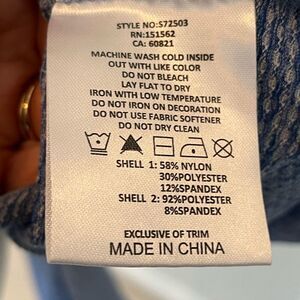 STYLE NO:S72503
RN:151562
CA: 60821
MACHINE WASH COLD INSIDE
OUT WITH LIKE COLOR
DO NOT BLEACH
LAY FLAT TO DRY
IRON WITH LOW TEMPERATURE
DO NOT IRON ON DECORATION
DO NOT USE FABRIC SOFTENER
DO NOT DRY CLEAN
SHELL 1: 58% NYLON
30%POLYESTER
12%SPANDEX
SHELL 2: 92%POLYESTER
8%SPANDEX
EXCLUSIVE OF TRIM
MADE IN CHINA